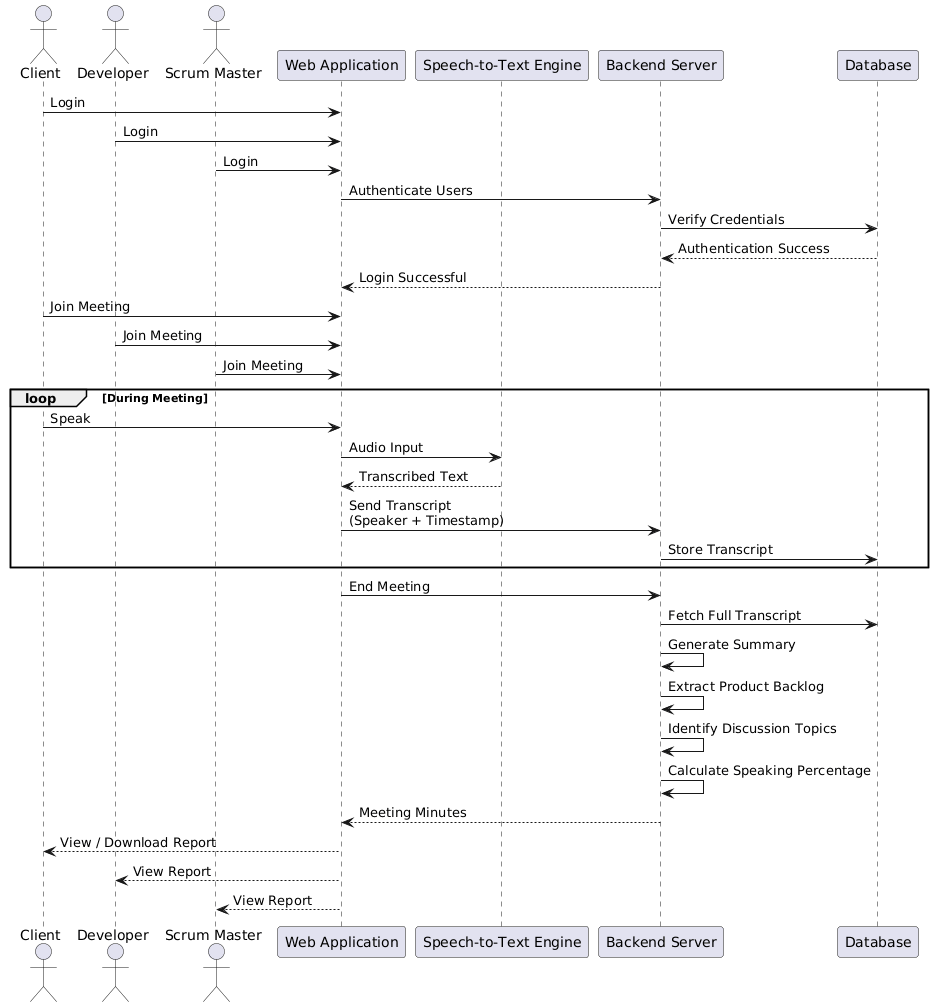 Client
Developer
Scrum Master
Web Application
Speech-to-Text Engine
Backend Server
Database
Login
Login
Login
Authenticate Users
Verify Credentials
Authentication Success
Login Successful
Join Meeting
Join Meeting
Join Meeting
loop [During Meeting]
Speak
Audio Input
Transcribed Text
Send Transcript
(Speaker + Timestamp)
Store Transcript
End Meeting
Fetch Full Transcript
Generate Summary
Extract Product Backlog
Identify Discussion Topics
Calculate Speaking Percentage
Meeting Minutes
View / Download Report
View Report
View Report
Client
Developer
Scrum Master
Web Application
Speech-to-Text Engine
Backend Server
Database